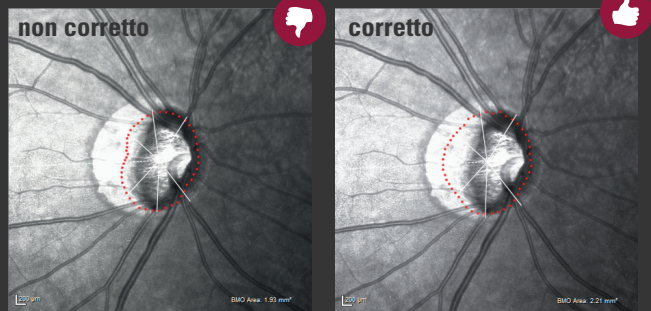 non corretto
200 µm
BMO Area: 1.93 mm²
corretto
200 µm
BMO Area: 2.21 mm²